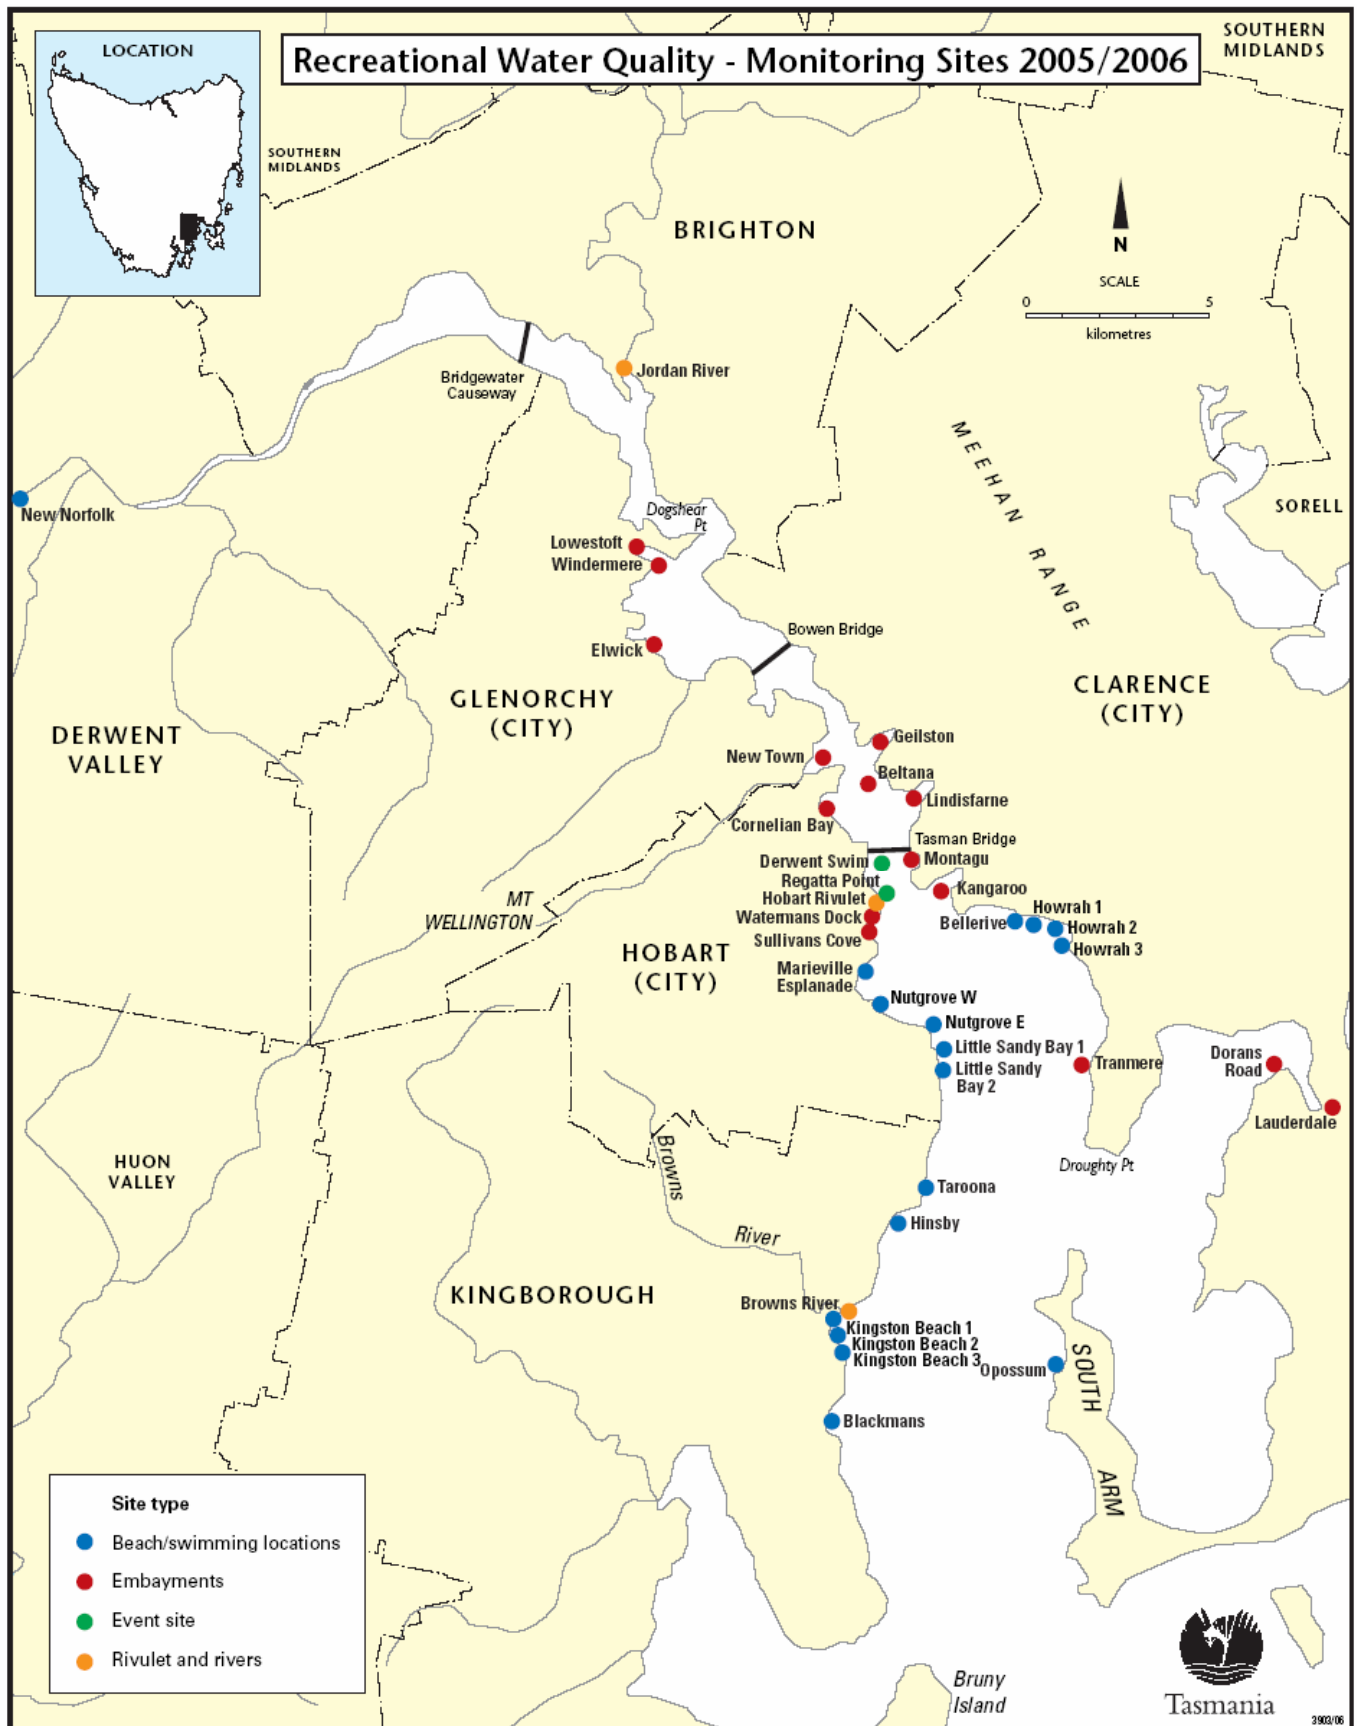 LOCATION
Recreational Water Quality - Monitoring Sites 2005/2006
SOUTHERN
MIDLANDS
SOUTHERN
MIDLANDS
BRIGHTON
N
SCALE
0 5
kilometres
Bridgewater
Causeway
Jordan River
MEEHAN RANGE
New Norfolk
Dogshear
Pt
SORELL
Lowestoft
Windermere
Bowen Bridge
Elwick
GLENORCHY
(CITY)
CLARENCE
(CITY)
DERWENT
VALLEY
Geilston
New Town
Beltana
Lindisfarne
Cornelian Bay
Tasman Bridge
Derwent Swim
Montagu
Regatta Point
Kangaroo
Hobart Rivulet
MT
WELLINGTON
Watermans Dock
Howrah 1
Bellerive
Howrah 2
Sullivans Cove
Howrah 3
HOBART
(CITY)
Marieville
Esplanade
Nutgrove W
Nutgrove E
Little Sandy Bay 1
Little Sandy
Bay 2
Tranmere
Dorans
Road
Lauderdale
Browns
HUON
VALLEY
Droughty Pt
Taroona
Hinsby
River
KINGBOROUGH
Browns River
Kingston Beach 1
Kingston Beach 2
Kingston Beach 3
Opossum
SOUTH
Blackmans
ARM
Site type
Beach/swimming locations
Embayments
Event site
Rivulet and rivers
Bruny
Island
Tasmania
3903/06